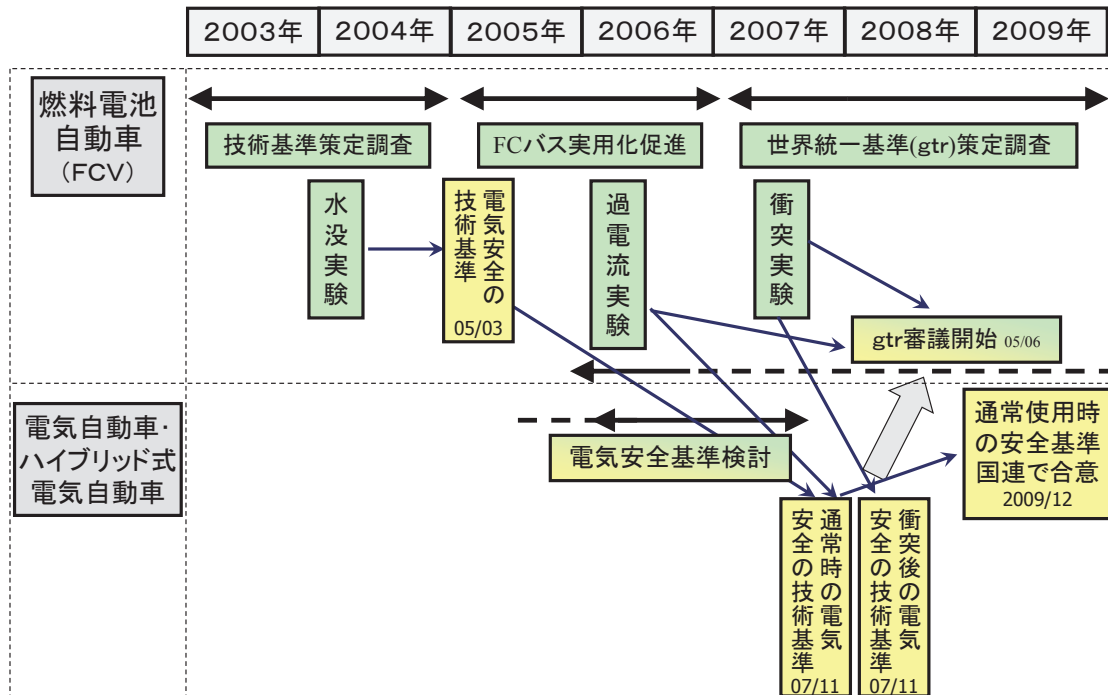 2003年 2004年 2005年 2006年 2007年 2008年 2009年
燃料電池
自動車
(FCV)
技術基準策定調査
FCバス実用化促進
世界統一基準(gtr)策定調査
水没実験
電気安全の
技術基準
05/03
過電流実験
衝突実験
gtr審議開始 05/06
電気自動車・
ハイブリッド式
電気自動車
電気安全基準検討
通常使用時
の安全基準
国連で合意
2009/12
通常時の電気
安全の技術基準
07/11
衝突後の電気
安全の技術基準
07/11